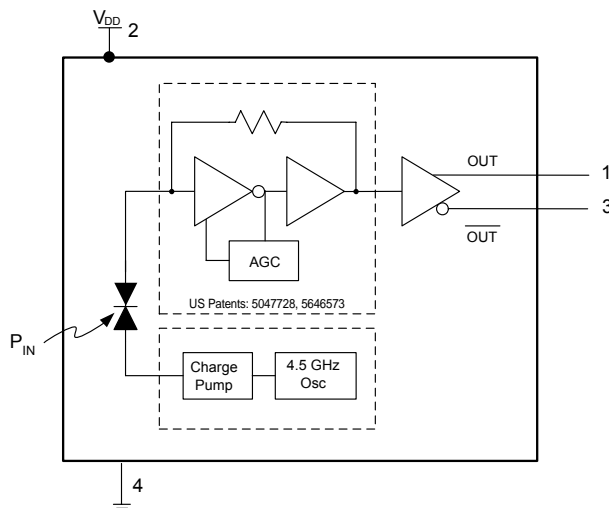 VDD
2
OUT
1
3
OUT
AGC
US Patents: 5047728, 5646573
PIN
Charge
Pump
4.5 GHz
Osc
4